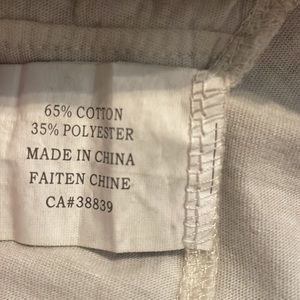 65% COTTON
35% POLYESTER
MADE IN CHINA
FAITEN CHINE
CA#38839